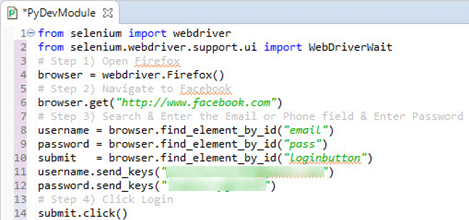 *PyDevModule
1 from selenium import webdriver
2 from selenium.webdriver.support.ui import WebDriverWait
3 # Step 1) Open Firefox
4 browser = webdriver.Firefox()
5 # Step 2) Navigate to Facebook
6 browser.get("http://www.facebook.com")
7 # Step 3) Search & Enter the Email or Phone field & Enter Password
8 username = browser.find_element_by_id("email")
9 password = browser.find_element_by_id("pass")
10 submit   = browser.find_element_by_id("loginbutton")
11 username.send_keys("")
12 password.send_keys("")
13 # Step 4) Click Login
14 submit.click()